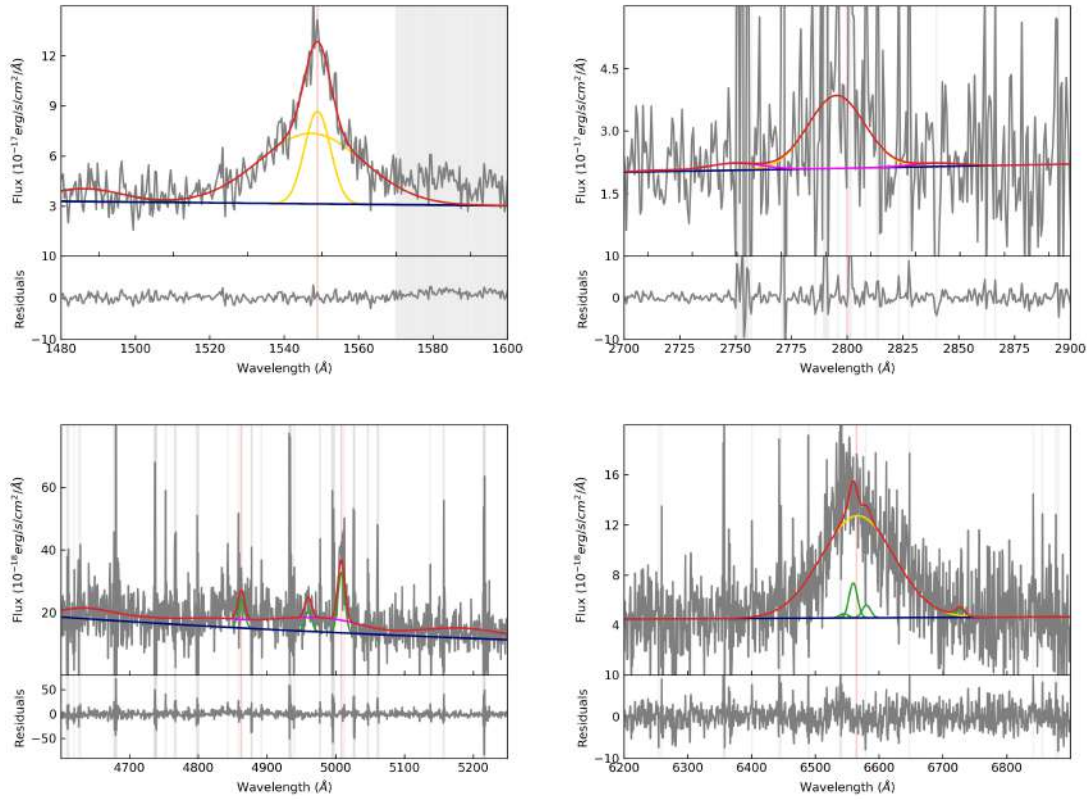 Flux (10⁻¹⁷erg/s/cm²/Å)
12
9
6
3
Residuals
10
0
−10
1480 1500 1520 1540 1560 1580 1600
Wavelength (Å)
Flux (10⁻¹⁷erg/s/cm²/Å)
4.5
3.0
1.5
Residuals
10
0
−10
2700 2725 2750 2775 2800 2825 2850 2875 2900
Wavelength (Å)
Flux (10⁻¹⁸erg/s/cm²/Å)
60
40
20
Residuals
50
0
−50
4700 4800 4900 5000 5100 5200
Wavelength (Å)
Flux (10⁻¹⁸erg/s/cm²/Å)
16
12
8
4
Residuals
10
0
−10
6200 6300 6400 6500 6600 6700 6800
Wavelength (Å)